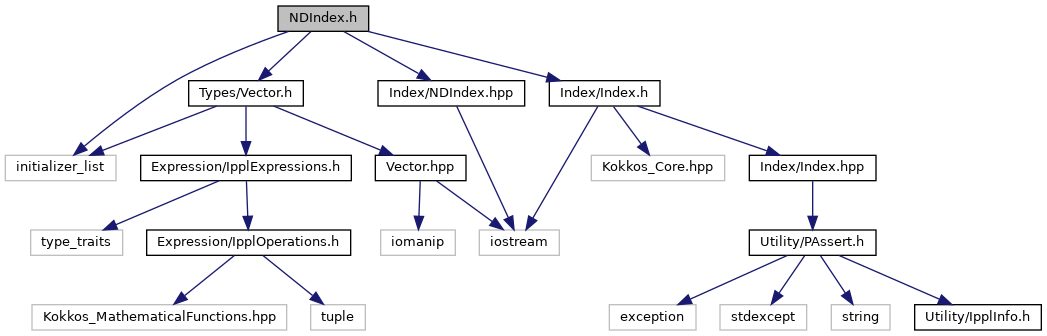 NDIndex.h
Types/Vector.h
Index/NDIndex.hpp
Index/Index.h
initializer_list
Expression/IpplExpressions.h
Vector.hpp
Kokkos_Core.hpp
Index/Index.hpp
type_traits
Expression/IpplOperations.h
iomanip
iostream
Utility/PAssert.h
Kokkos_MathematicalFunctions.hpp
tuple
exception
stdexcept
string
Utility/IpplInfo.h